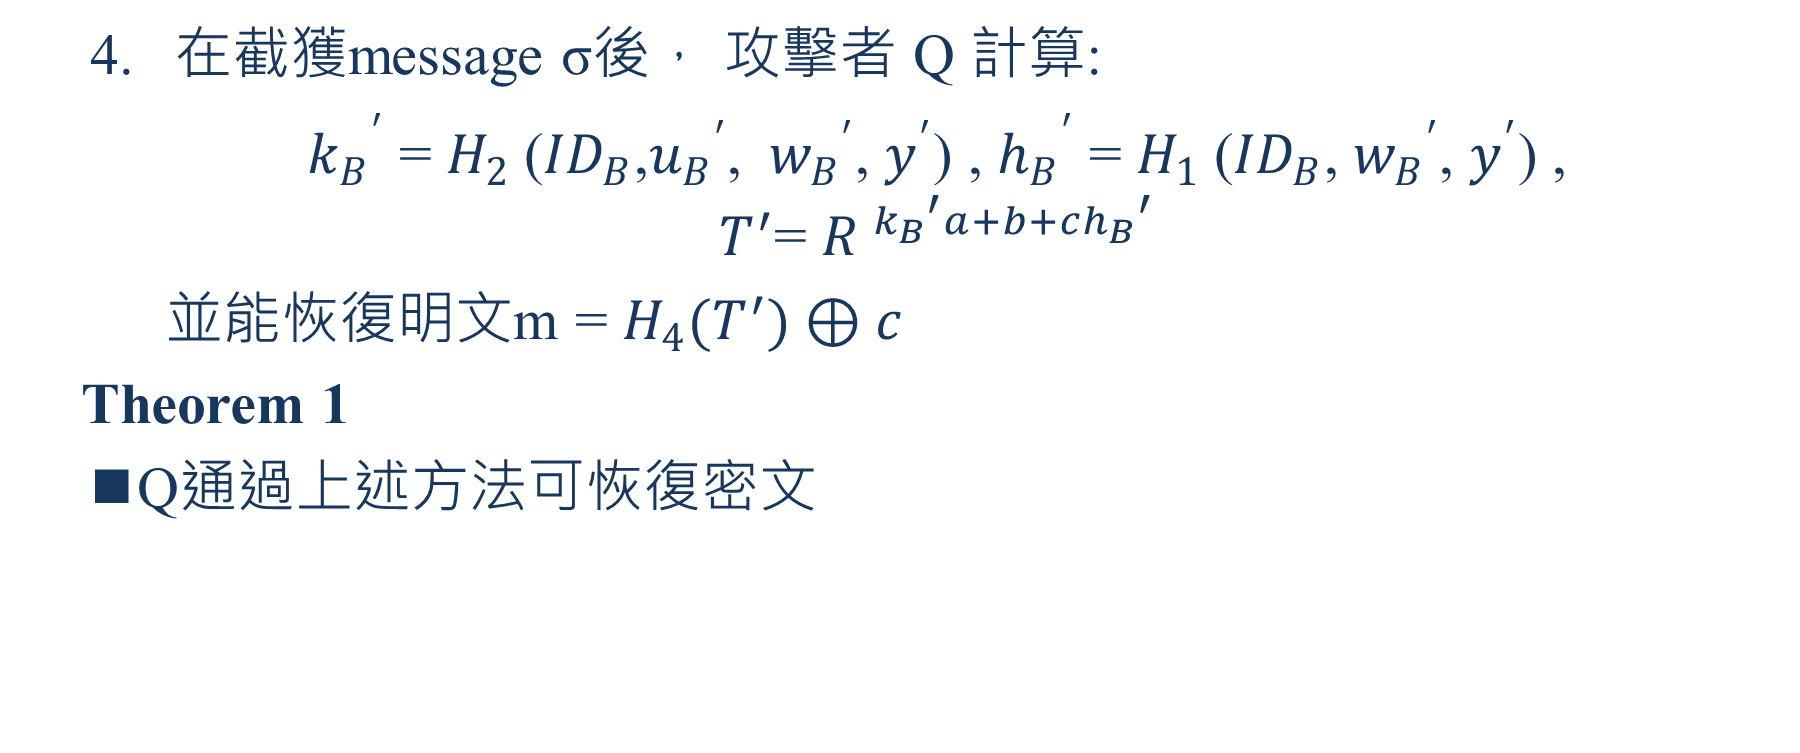 4. 在截獲message σ後， 攻擊者 Q 計算:
k_B′ = H_2 (ID_B,u_B′, w_B′, y′) , h_B′ = H_1 (ID_B, w_B′, y′) ,
T′= R^{k_B′a+b+ch_B′}
並能恢復明文m = H_4(T′) ⊕ c
Theorem 1
■Q通過上述方法可恢復密文